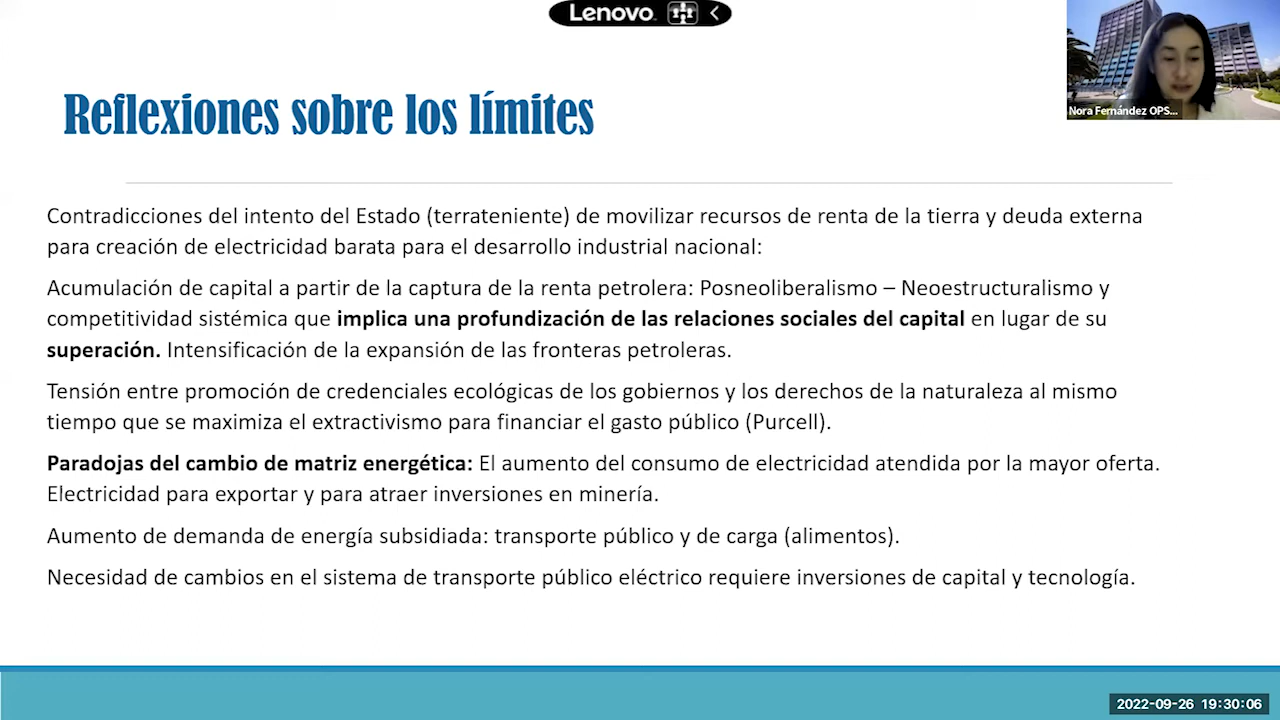 Lenovo
Reflexiones sobre los límites
Nora Fernández OPS...
Contradicciones del intento del Estado (terrateniente) de movilizar recursos de renta de la tierra y deuda externa
para creación de electricidad barata para el desarrollo industrial nacional:
Acumulación de capital a partir de la captura de la renta petrolera: Posneoliberalismo – Neoestructuralismo y
competitividad sistémica que implica una profundización de las relaciones sociales del capital en lugar de su
superación. Intensificación de la expansión de las fronteras petroleras.
Tensión entre promoción de credenciales ecológicas de los gobiernos y los derechos de la naturaleza al mismo
tiempo que se maximiza el extractivismo para financiar el gasto público (Purcell).
Paradojas del cambio de matriz energética: El aumento del consumo de electricidad atendida por la mayor oferta.
Electricidad para exportar y para atraer inversiones en minería.
Aumento de demanda de energía subsidiada: transporte público y de carga (alimentos).
Necesidad de cambios en el sistema de transporte público eléctrico requiere inversiones de capital y tecnología.
2022-09-26 19:30:06